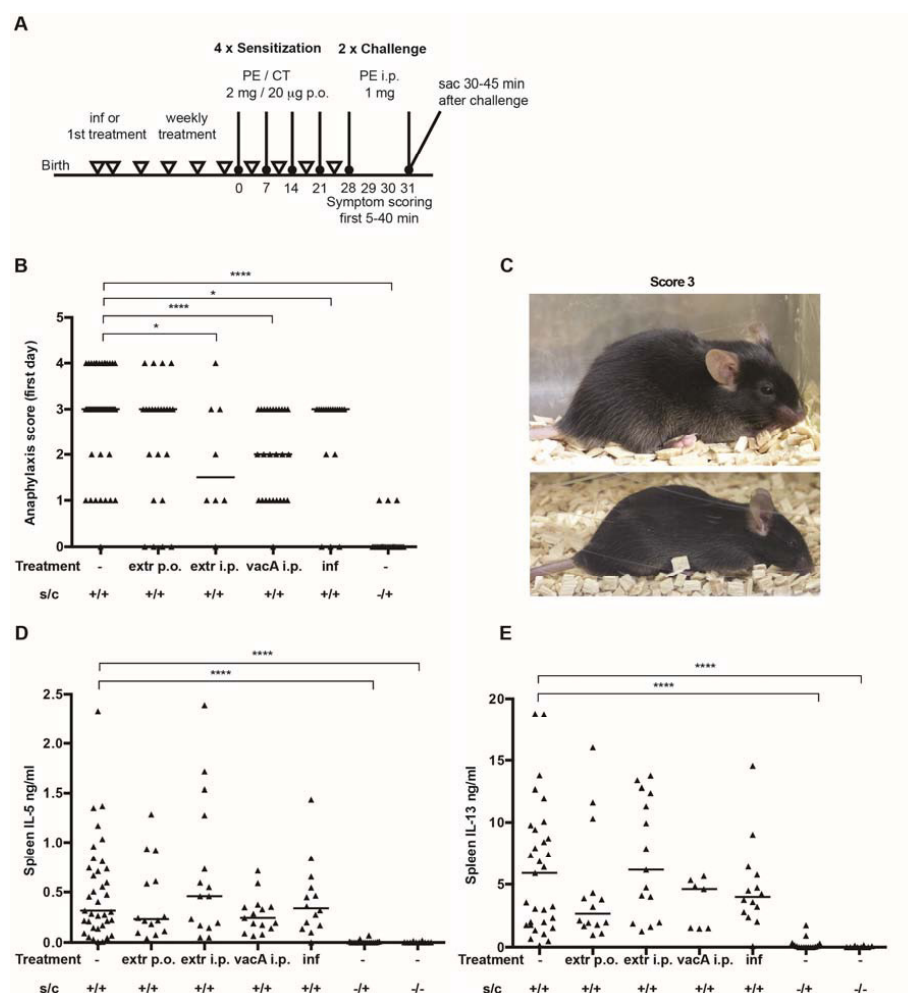 A
4 x Sensitization
2 x Challenge
PE / CT
2 mg / 20 µg p.o.
PE i.p.
1 mg
sac 30-45 min
after challenge
inf or
1st treatment
weekly
treatment
Birth
0 7 14 21 28 29 30 31
Symptom scoring
first 5-40 min
B
****
*
****
*
Anaphylaxis score (first day)
5
4
3
2
1
0
Treatment - extr p.o. extr i.p. vacA i.p. inf -
s/c +/+ +/+ +/+ +/+ +/+ -/+
C
Score 3
D
****
****
Spleen IL-5 ng/ml
2.5
2.0
1.5
1.0
0.5
0.0
Treatment - extr p.o. extr i.p. vacA i.p. inf - -
s/c +/+ +/+ +/+ +/+ +/+ -/+ -/-
E
****
****
Spleen IL-13 ng/ml
20
15
10
5
0
Treatment - extr p.o. extr i.p. vacA i.p. inf - -
s/c +/+ +/+ +/+ +/+ +/+ -/+ -/-